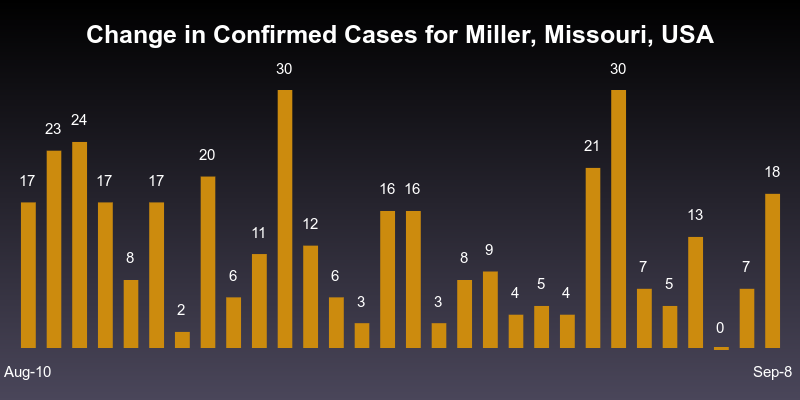 Change in Confirmed Cases for Miller, Missouri, USA
17 23 24 17 8 17 2 20 6 11 30 12 6 3 16 16 3 8 9 4 5 4 21 30 7 5 13 0 7 18
Aug-10 Sep-8